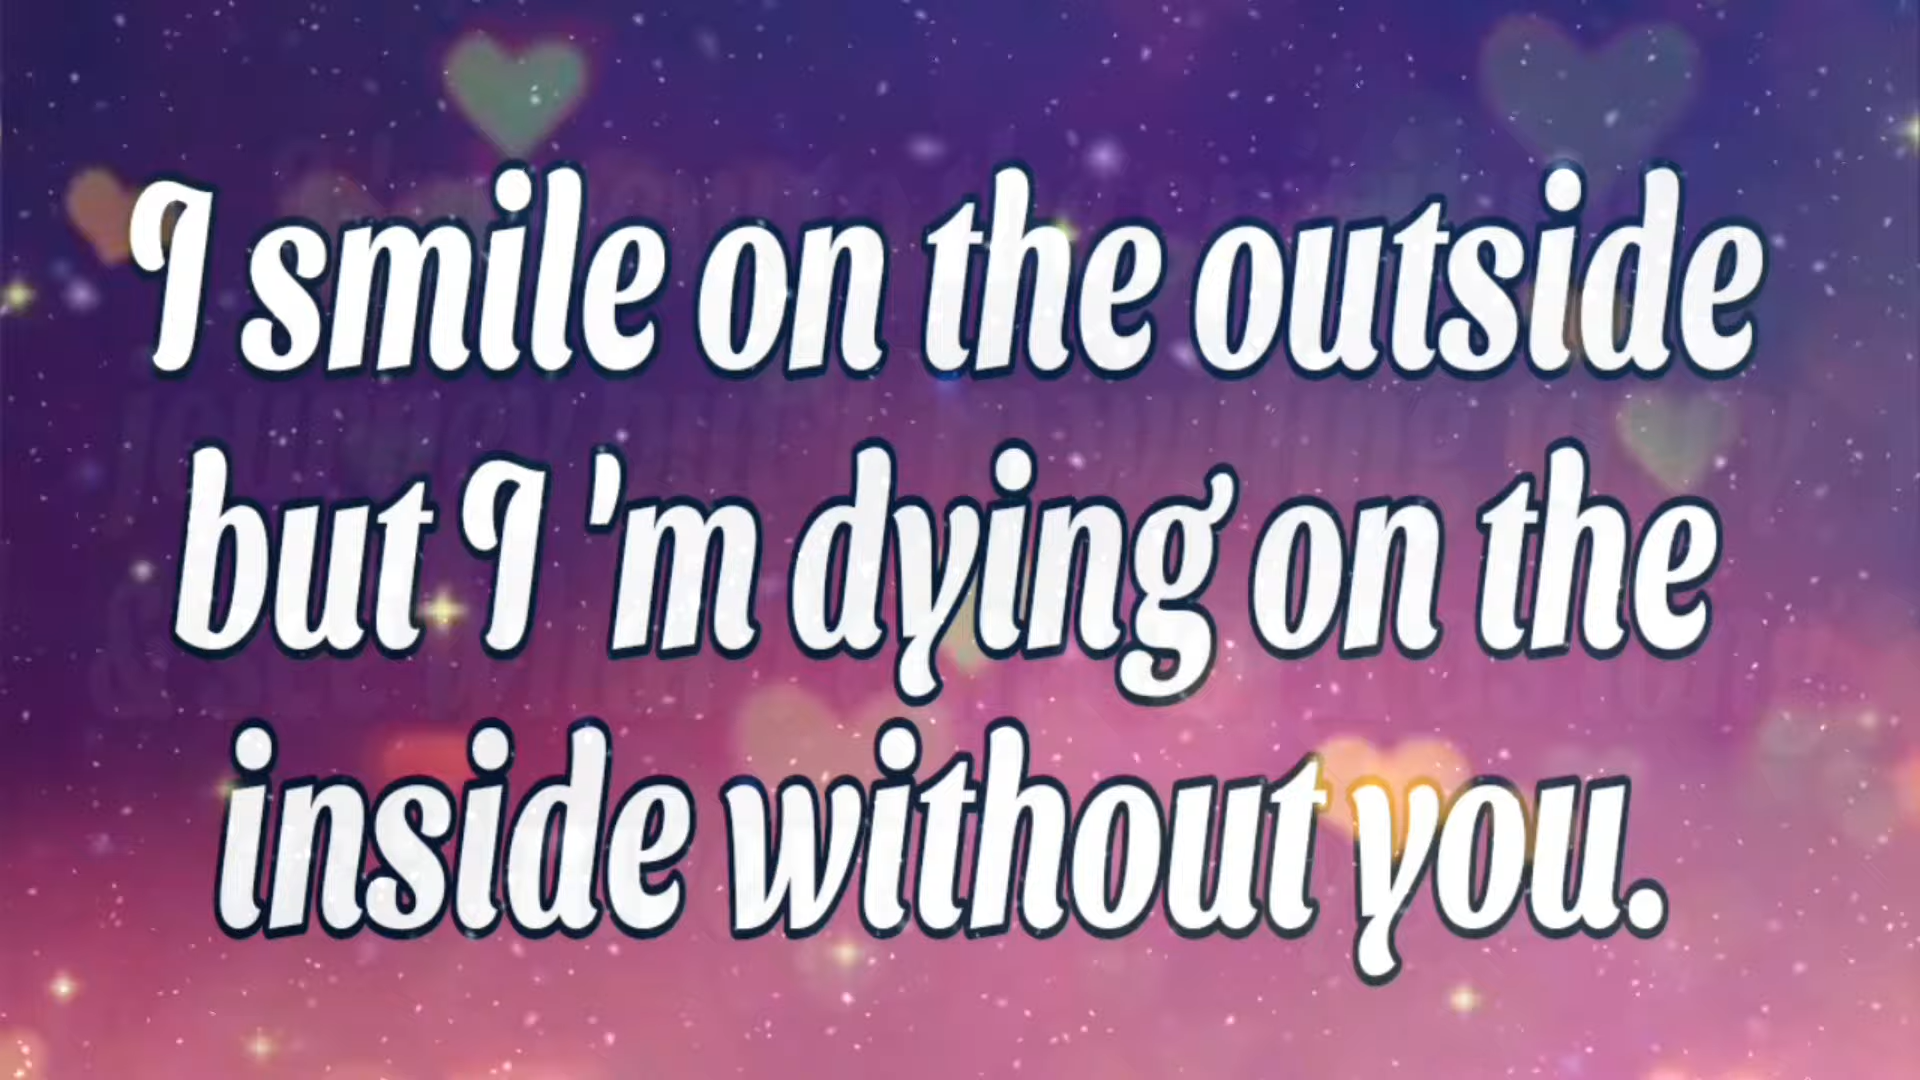 I smile on the outside
but I 'm dying on the
inside without you.